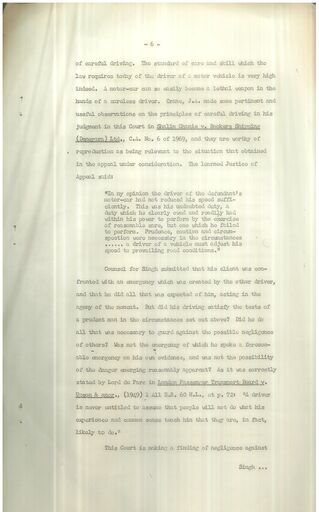 - 6 -
of careful driving. The standard of care and skill which the
law requires today of the driver of a motor vehicle is very high
indeed. A motor-car can so easily become a lethal weapon in the
hands of a careless driver. Crane, J.A. made some pertinent and
useful observations on the principles of careful driving in his
judgment in this Court in Shalim Ghanie v. Bookers Shipping
(Demerara) Ltd., C.A. No. 6 of 1969, and they are worthy of
reproduction as being relevant to the situation that obtained
in the appeal under consideration. The learned Justice of
Appeal said:
"In my opinion the driver of the defendant's
motor-car had not reduced his speed suffi-
ciently. This was his undoubted duty, a
duty which he clearly owed and readily had
within his power to perform by the exercise
of reasonable care, but one which he failed
to perform. Prudence, caution and circum-
spection were necessary in the circumstances
...... a driver of a vehicle must adjust his
speed to prevailing road conditions."
Counsel for Singh submitted that his client was con-
fronted with an emergency which was created by the other driver,
and that he did all that was expected of him, acting in the
agony of the moment. But did his driving satisfy the tests of
a prudent man in the circumstances set out above? Did he do
all that was necessary to guard against the possible negligence
of others? Was not the emergency of which he spoke a foresee-
able emergency on his own evidence, and was not the possibility
of the danger emerging reasonably apparent? As it was correctly
stated by Lord du Parc in London Passenger Transport Board v.
Upson & anor., (1949) 1 All E.R. 60 H.L., at p. 72: "A driver
is never entitled to assume that people will not do what his
experience and common sense teach him that they are, in fact,
likely to do."
This Court is making a finding of negligence against
Singh ...